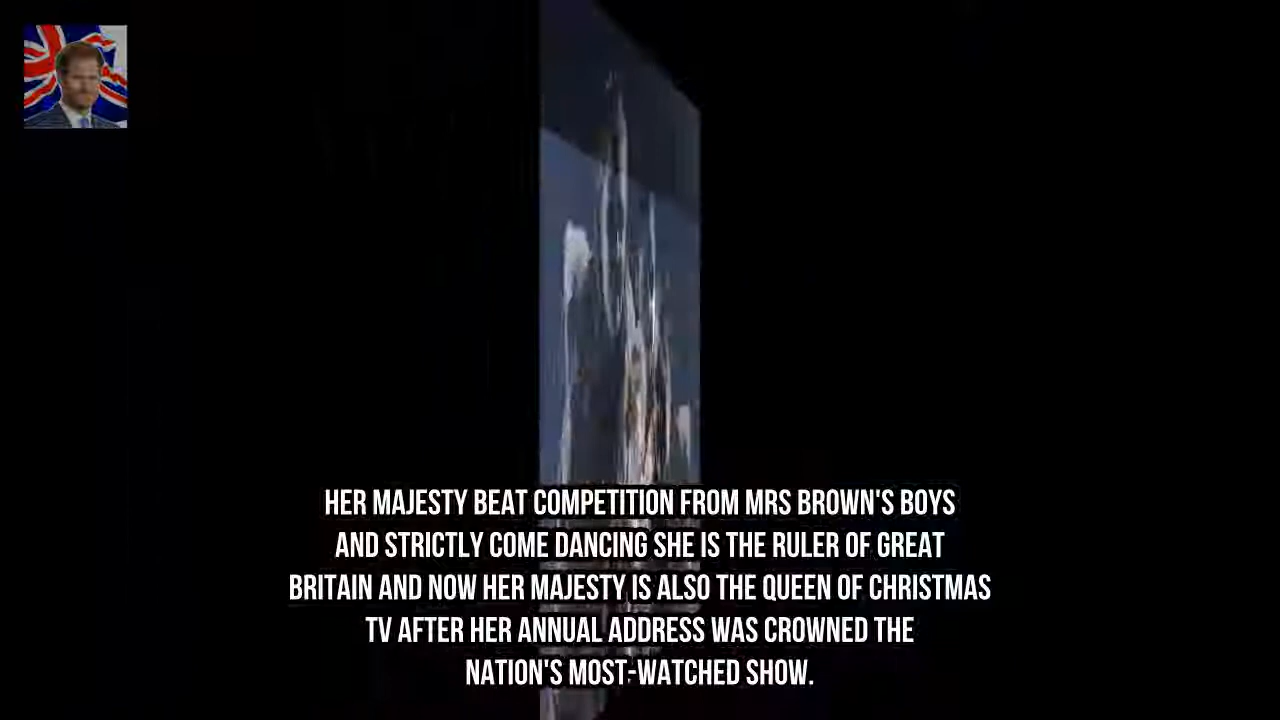 HER MAJESTY BEAT COMPETITION FROM MRS BROWN'S BOYS
AND STRICTLY COME DANCING SHE IS THE RULER OF GREAT
BRITAIN AND NOW HER MAJESTY IS ALSO THE QUEEN OF CHRISTMAS
TV AFTER HER ANNUAL ADDRESS WAS CROWNED THE
NATION'S MOST-WATCHED SHOW.